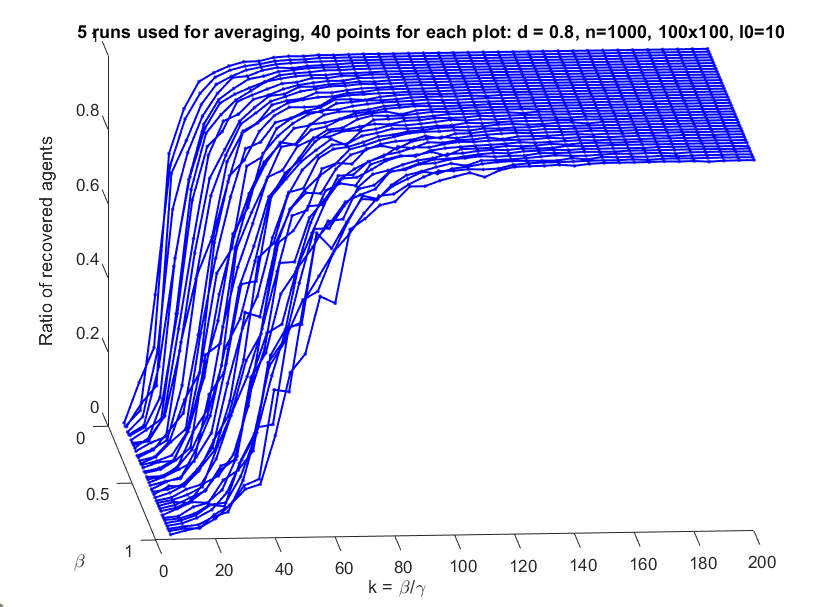 5 runs used for averaging, 40 points for each plot: d = 0.8, n=1000, 100x100, I0=10
1
0.8
0.6
0.4
0.2
0
Ratio of recovered agents
0
0.5
1
β
0 20 40 60 80 100 120 140 160 180 200
k = β/γ